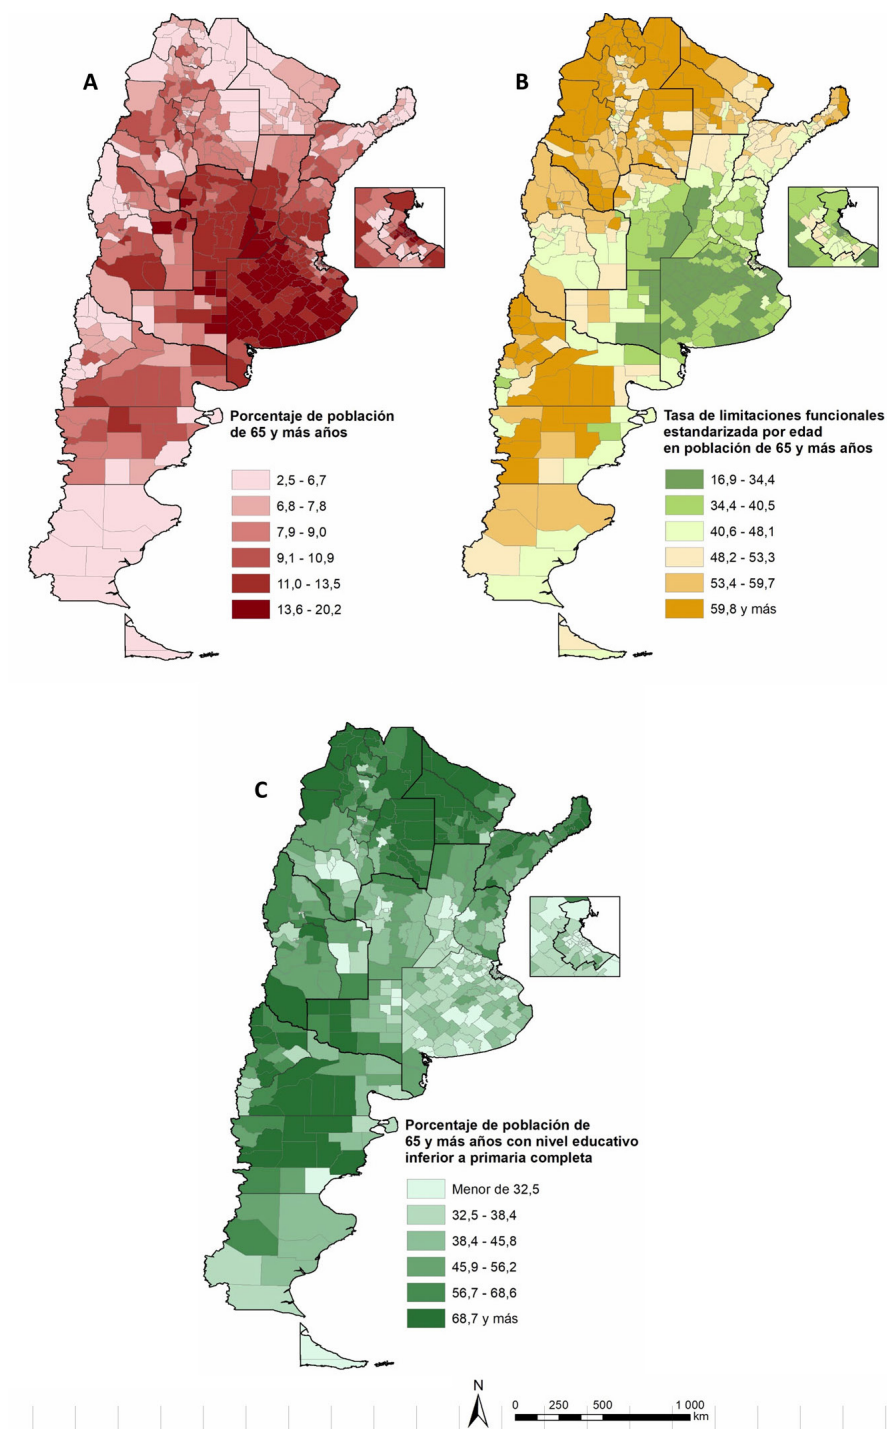 A
B
Porcentaje de población
de 65 y más años
2,5 - 6,7
6,8 - 7,8
7,9 - 9,0
9,1 - 10,9
11,0 - 13,5
13,6 - 20,2
Tasa de limitaciones funcionales
estandarizada por edad
en población de 65 y más años
16,9 - 34,4
34,4 - 40,5
40,6 - 48,1
48,2 - 53,3
53,4 - 59,7
59,8 y más
C
Porcentaje de población de
65 y más años con nivel educativo
inferior a primaria completa
Menor de 32,5
32,5 - 38,4
38,4 - 45,8
45,9 - 56,2
56,7 - 68,6
68,7 y más
N
0 250 500 1 000
km